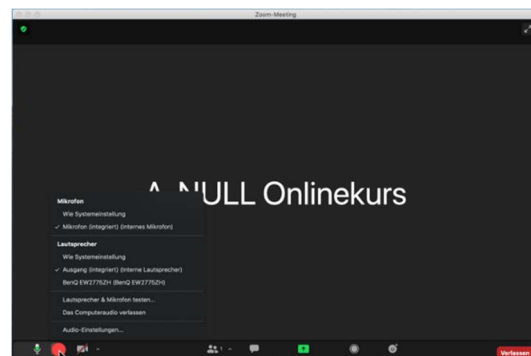 Zoom-Meeting
A-NULL Onlinekurs
Mikrofon
Wie Systemeinstellung
✓ Mikrofon (integriert) (Internes Mikrofon)
Lautsprecher
Wie Systemeinstellung
✓ Ausgang (integriert) (Interne Lautsprecher)
BenQ EW2775ZH (BenQ EW2775ZH)
Lautsprecher & Mikrofon testen...
Das Computeraudio verlassen
Audio-Einstellungen...
1
Verlassen